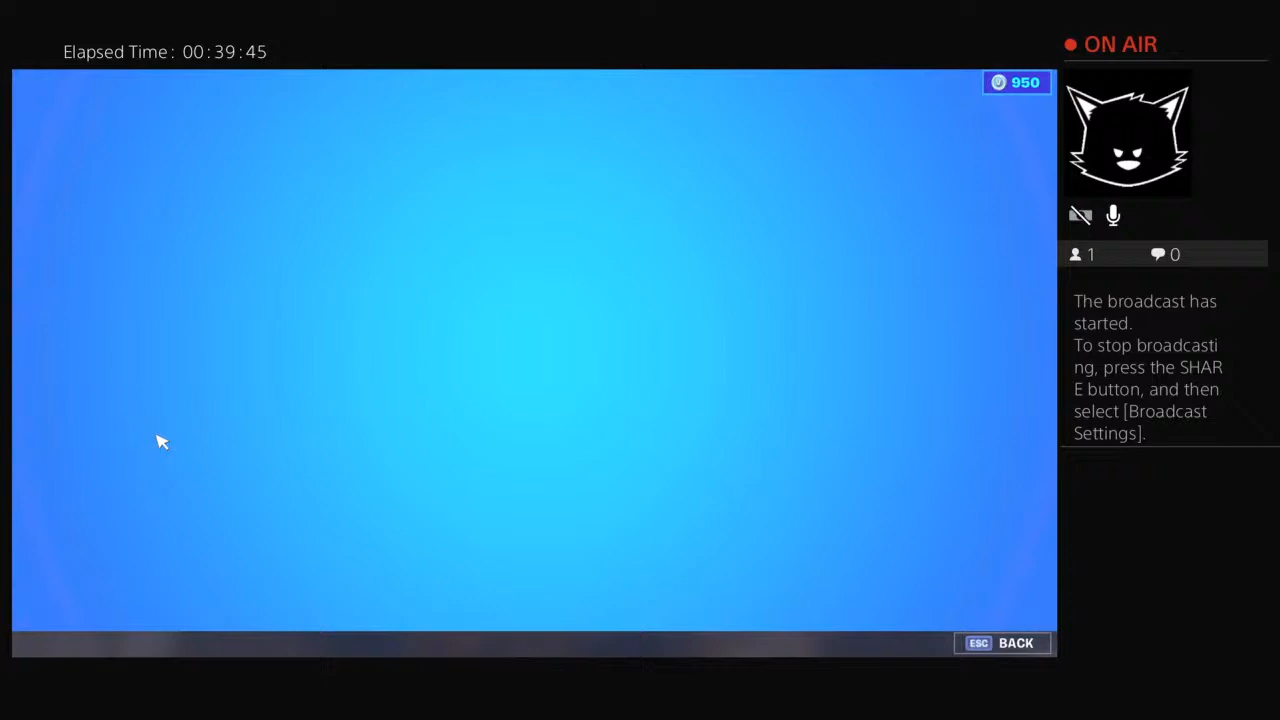 Elapsed Time: 00:39:45
ON AIR
950
1
0
The broadcast has
started.
To stop broadcasti
ng, press the SHAR
E button, and then
select [Broadcast
Settings].
ESC BACK